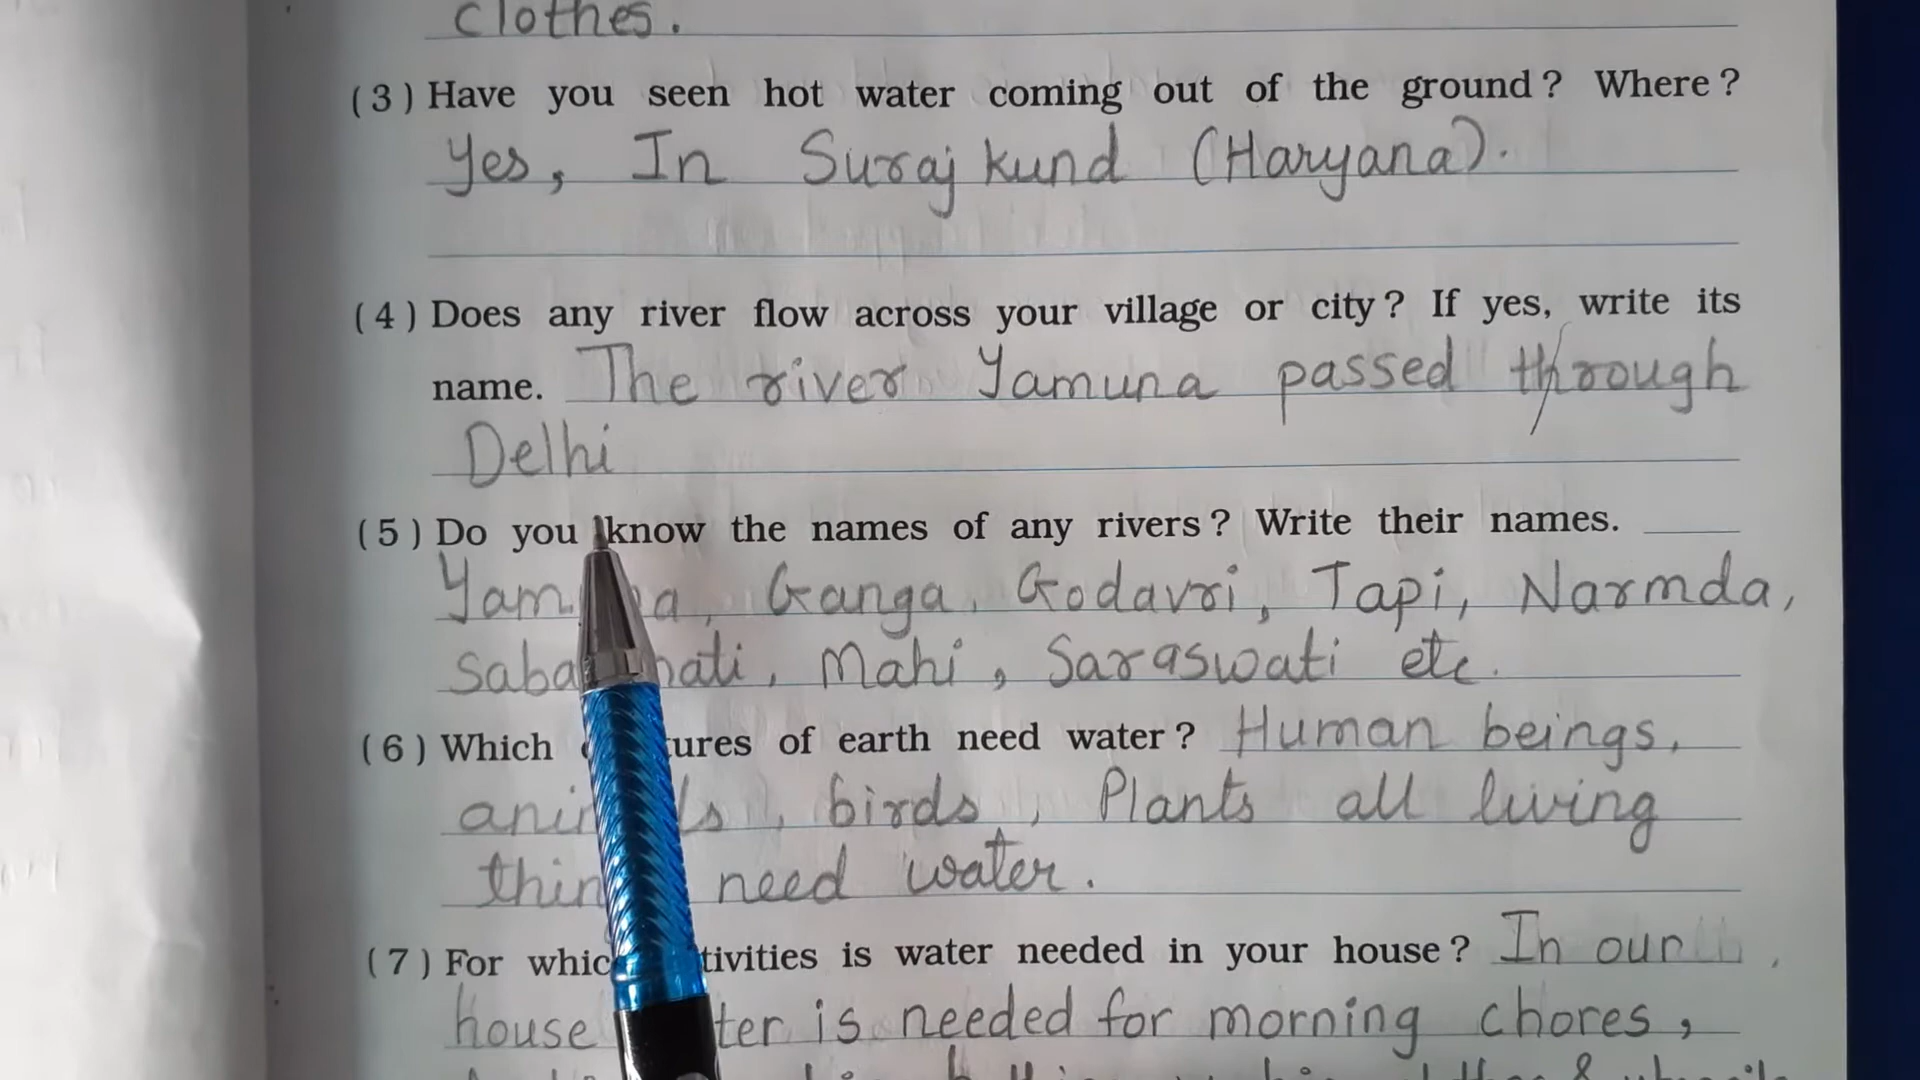 clothes.
(3) Have you seen hot water coming out of the ground? Where?
Yes, In Surajkund (Haryana).
(4) Does any river flow across your village or city? If yes, write its
name. The river Yamuna passed through
Delhi
(5) Do you know the names of any rivers? Write their names.
Ganga, Godavri, Tapi, Narmda,
Mahi, Saraswati etc.
(6) Which of earth need water? Human beings,
birds, Plants all living
need water.
(7) For is water needed in your house? In our
house is needed for morning chores,